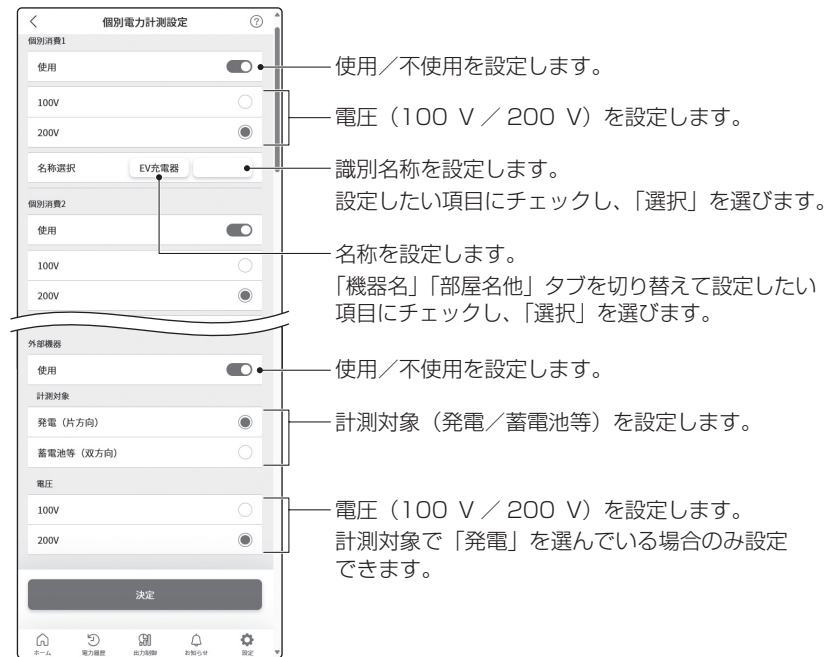 個別電力計測設定 ?
個別消費1
使用
使用／不使用を設定します。
100V
200V
電圧（100 V ／ 200 V）を設定します。
名称選択 EV充電器
識別名称を設定します。
設定したい項目にチェックし、「選択」を選びます。
個別消費2
使用
100V
200V
名称を設定します。
「機器名」「部屋名他」タブを切り替えて設定したい
項目にチェックし、「選択」を選びます。
外部機器
使用
使用／不使用を設定します。
計測対象
発電（片方向）
蓄電池等（双方向）
計測対象（発電／蓄電池等）を設定します。
電圧
100V
200V
電圧（100 V ／ 200 V）を設定します。
計測対象で「発電」を選んでいる場合のみ設定
できます。
決定
ホーム 電力履歴 出力制御 お知らせ 設定